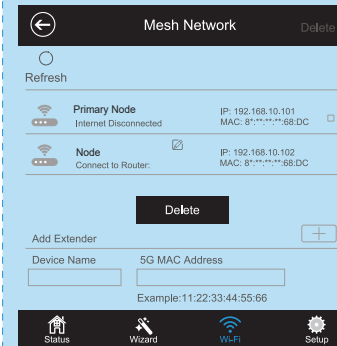 Mesh Network
Delete
Refresh
Primary Node
IP: 192.168.10.101
Internet Disconnected
MAC: 8*:**:**:**:68:DC
Node
IP: 192.168.10.102
Connect to Router:
MAC: 8*:**:**:**:68:DC
Delete
Add Extender
Device Name
5G MAC Address
Example:11:22:33:44:55:66
Status
Wizard
Wi-Fi
Setup